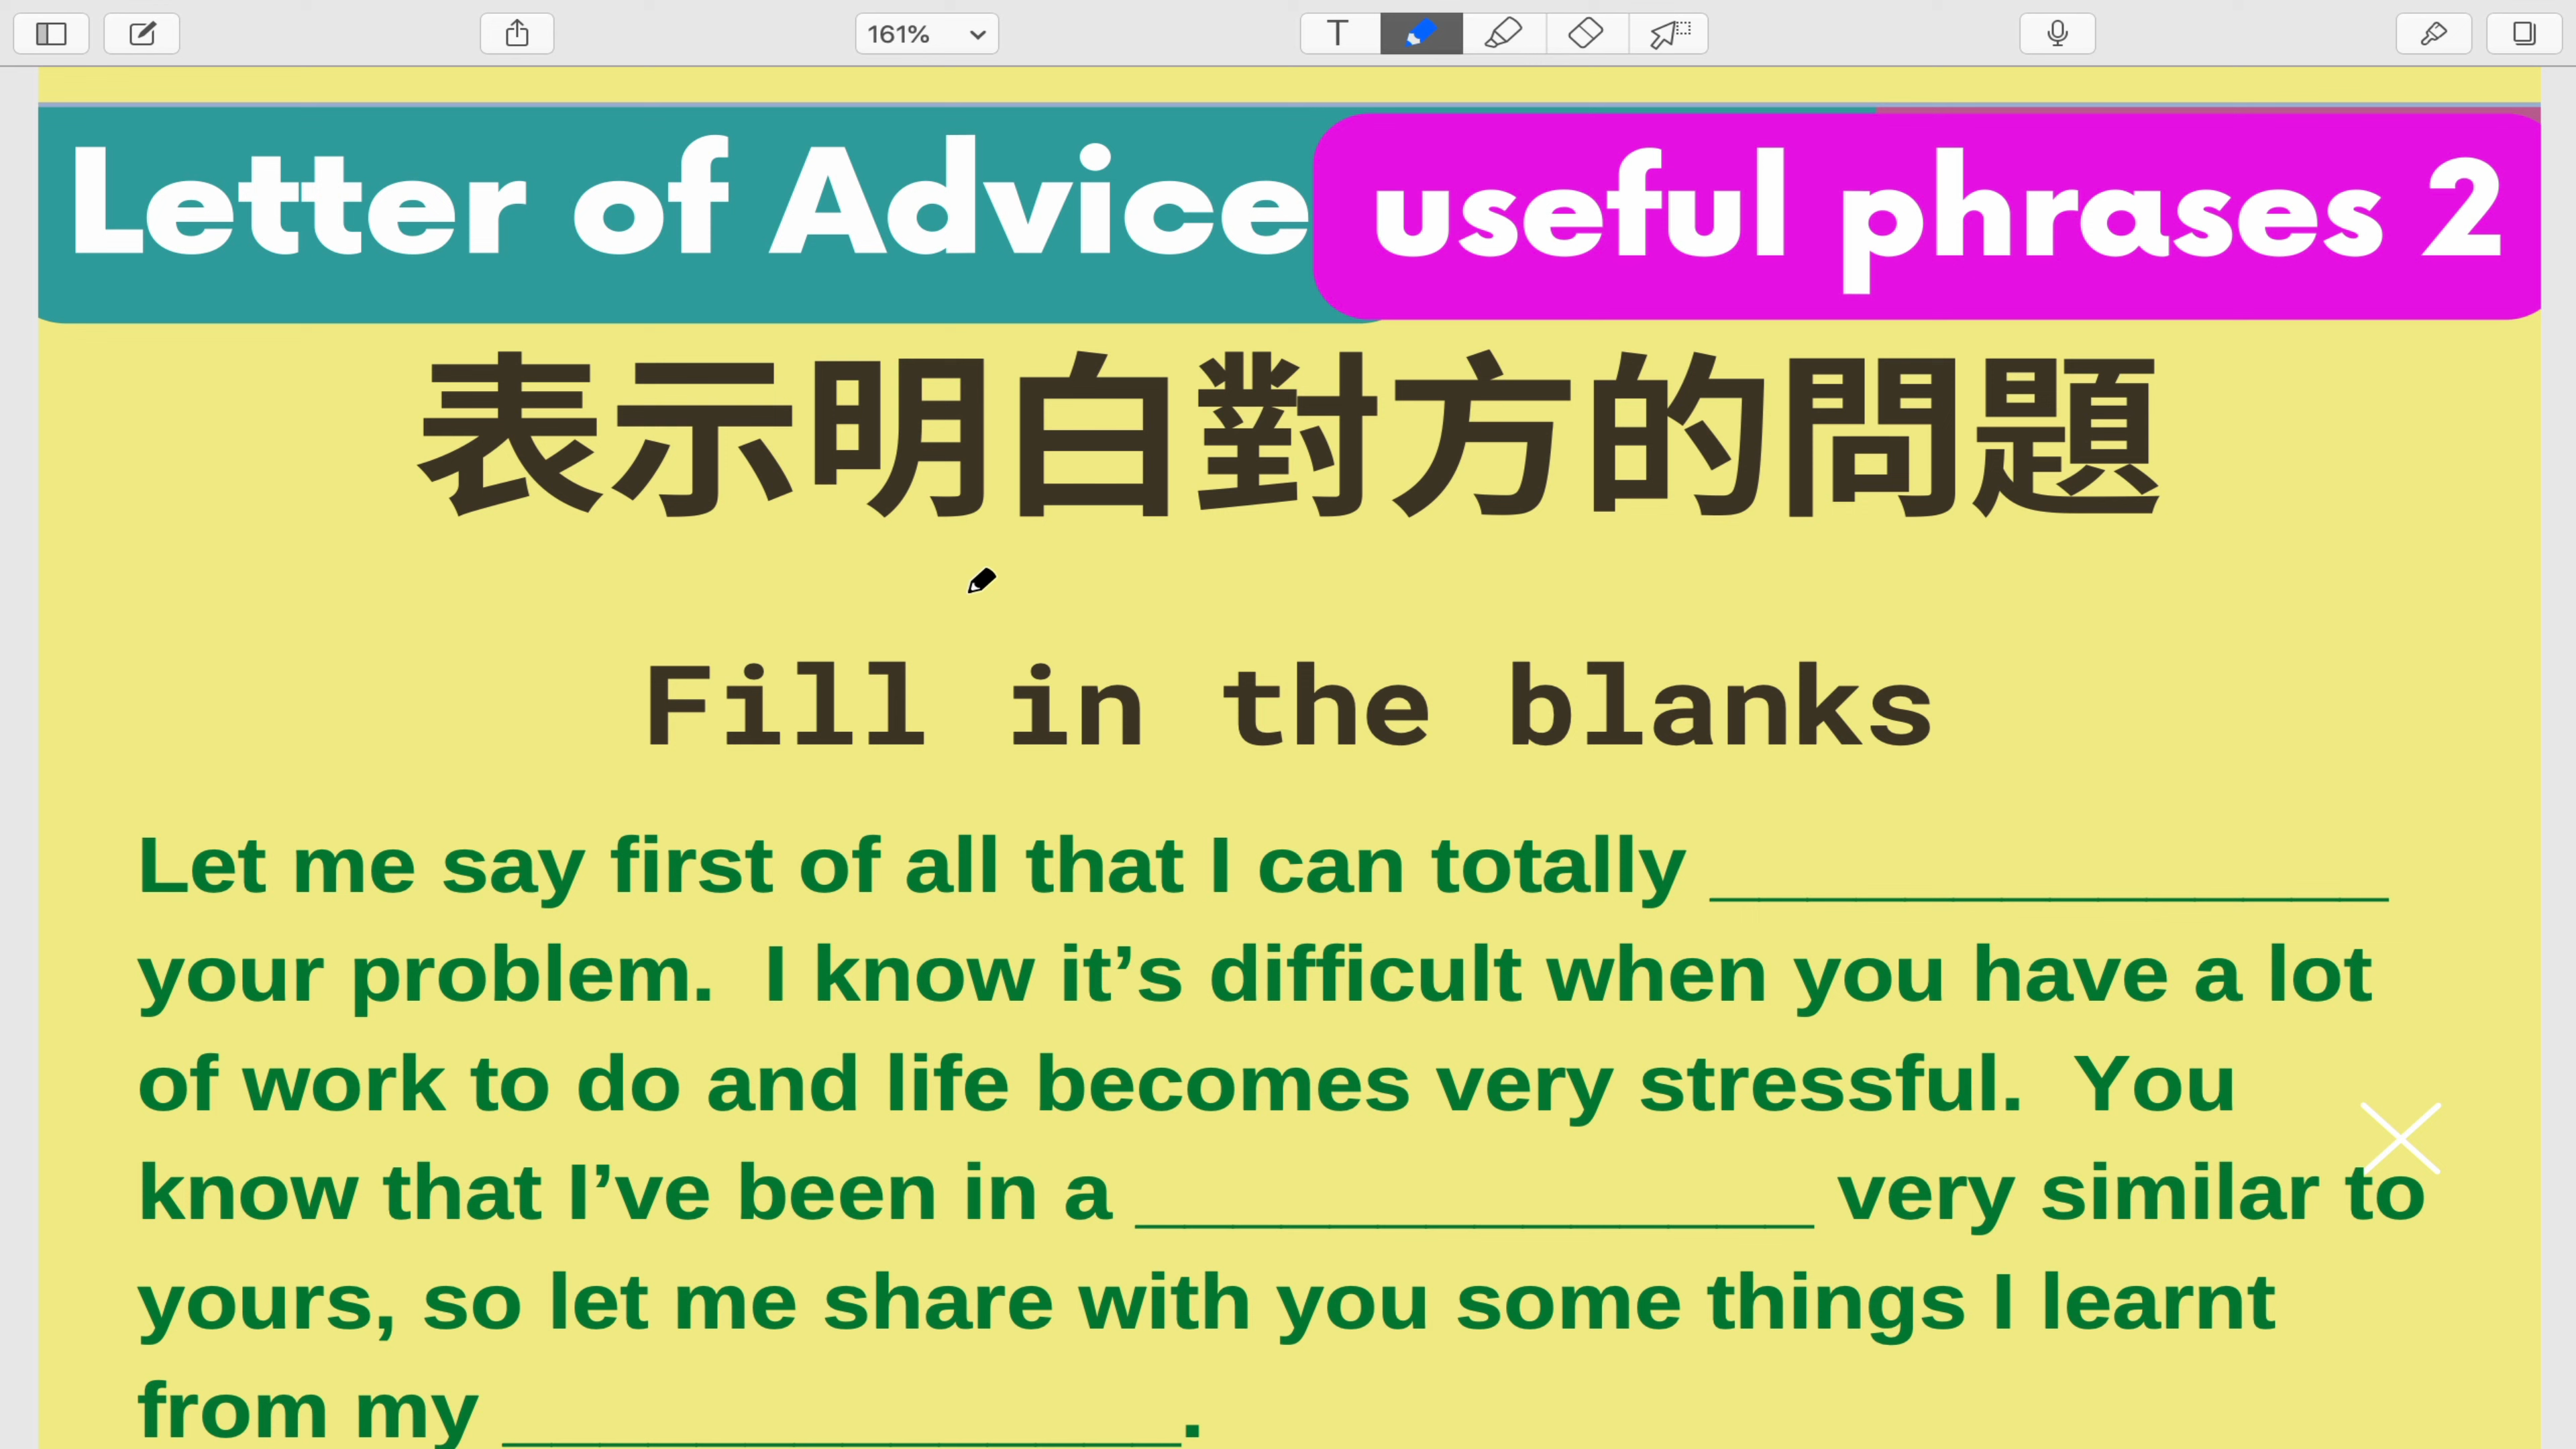 161%
T
Letter of Advice useful phrases 2
表示明白對方的問題
Fill in the blanks
Let me say first of all that I can totally ______________
your problem.  I know it’s difficult when you have a lot
of work to do and life becomes very stressful.  You
know that I’ve been in a ______________ very similar to
yours, so let me share with you some things I learnt
from my ______________.